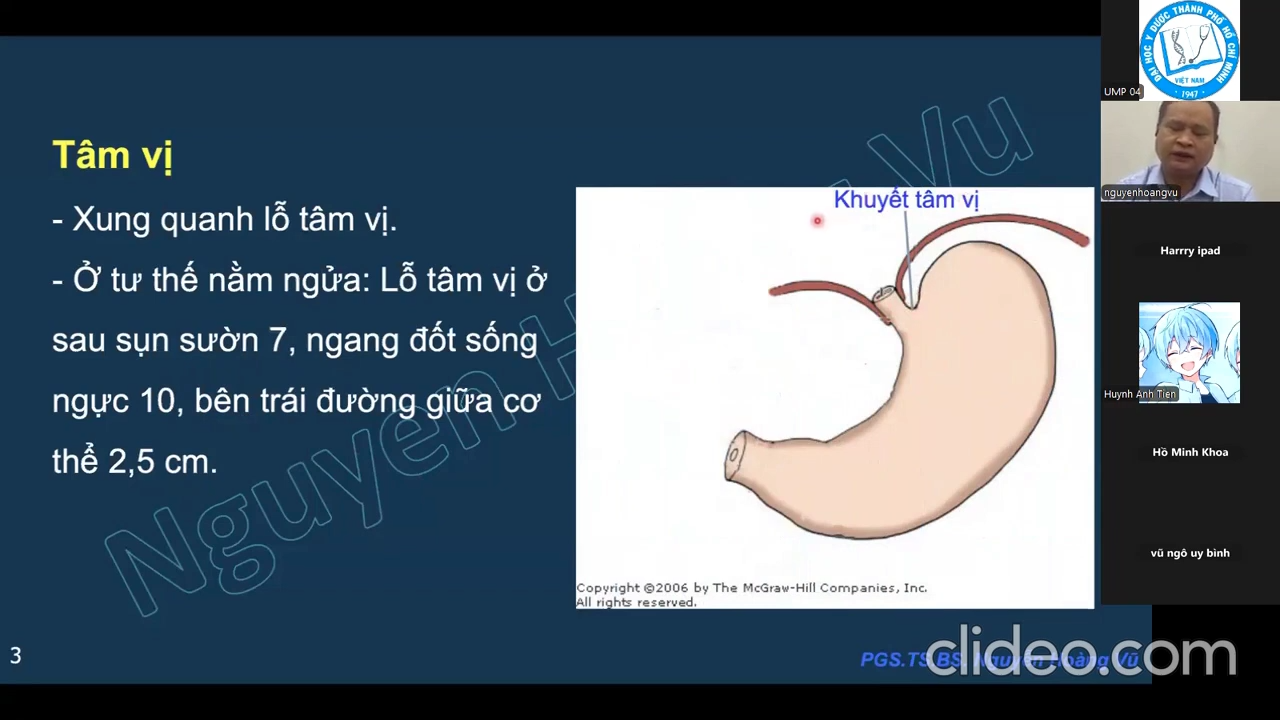 Tâm vị
- Xung quanh lỗ tâm vị.
- Ở tư thế nằm ngửa: Lỗ tâm vị ở
sau sụn sườn 7, ngang đốt sống
ngực 10, bên trái đường giữa cơ
thể 2,5 cm.
Khuyết tâm vị
Copyright ©2006 by The McGraw-Hill Companies, Inc.
All rights reserved.
Nguyen H
Vu
3
PGS.TS.BS. Nguyễn Hoàng Vũ
clideo.com
ĐẠI HỌC Y DƯỢC THÀNH PHỐ HỒ CHÍ MINH
VIỆT NAM
1947
UMP 04
nguyenhoangvu
Harrry ipad
Huynh Anh Tien
Hồ Minh Khoa
vũ ngô uy bình